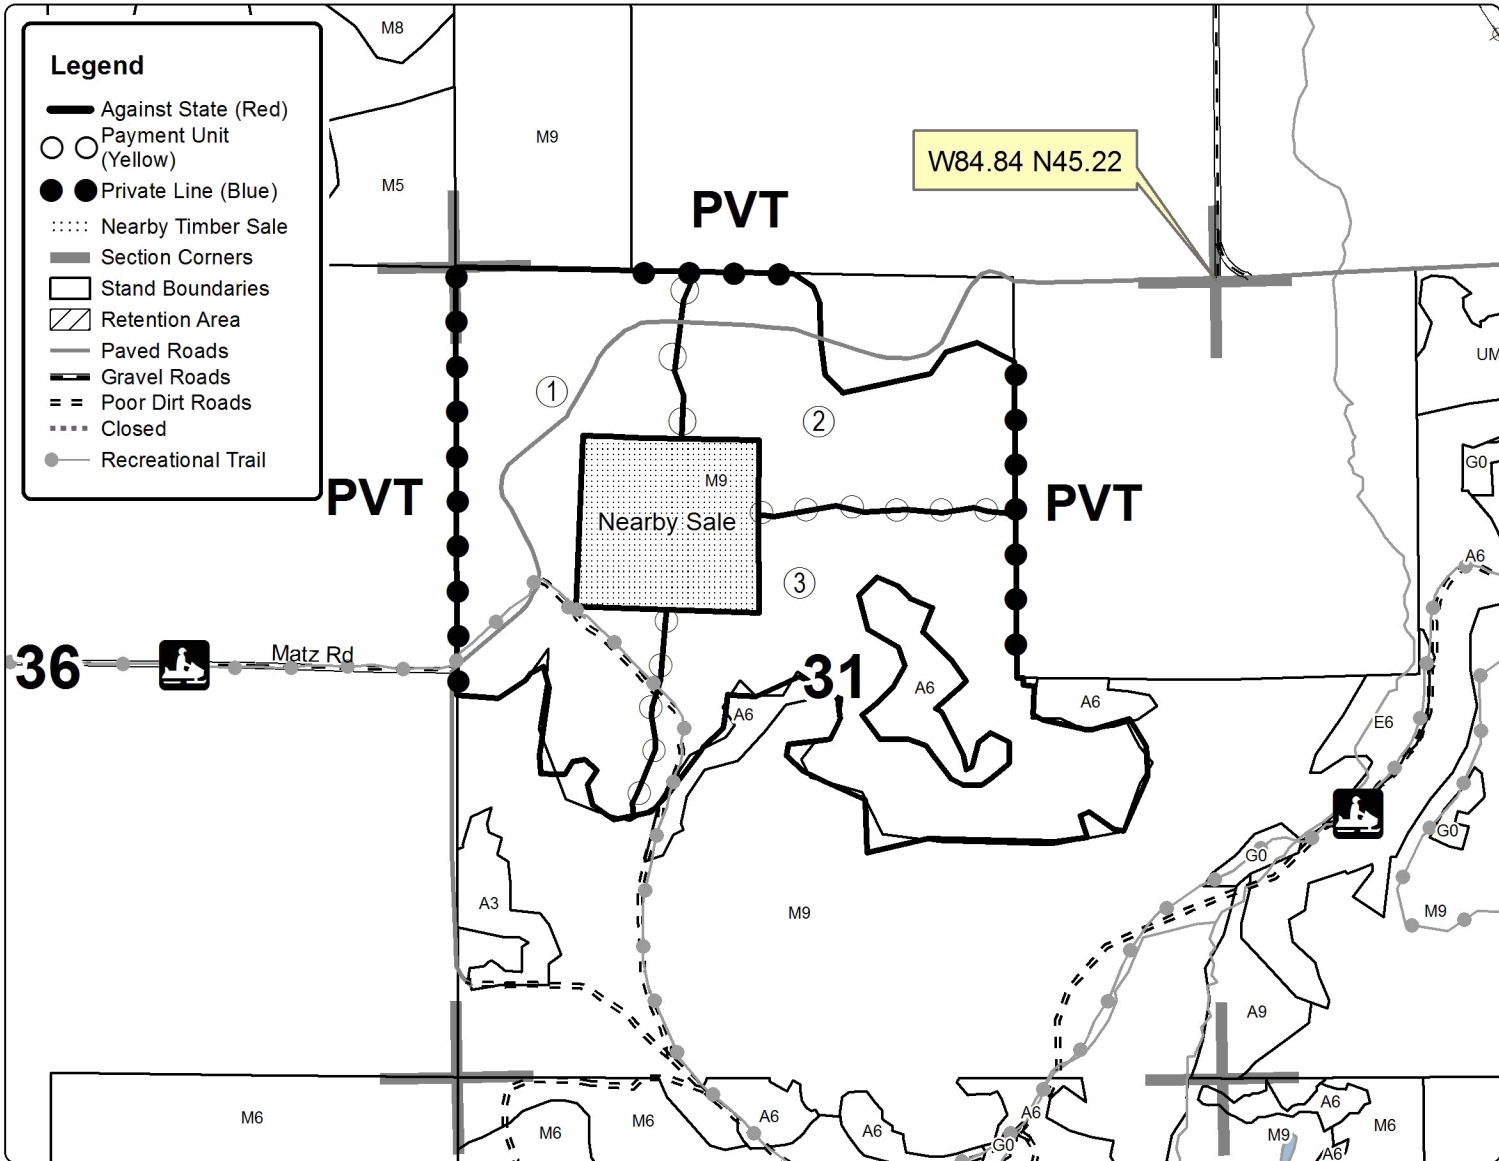 Legend
Against State (Red)
Payment Unit
(Yellow)
Private Line (Blue)
Nearby Timber Sale
Section Corners
Stand Boundaries
Retention Area
Paved Roads
Gravel Roads
Poor Dirt Roads
Closed
Recreational Trail
M8
M9
M5
W84.84 N45.22
PVT
UM
1
2
G0
M9
PVT
PVT
Nearby Sale
A6
3
36
Matz Rd
31
A6
A6
A6
E6
G0
G0
A3
M9
M9
A9
M6
M6
M6
A6
A6
A6
G0
A6
M6
M9
A6